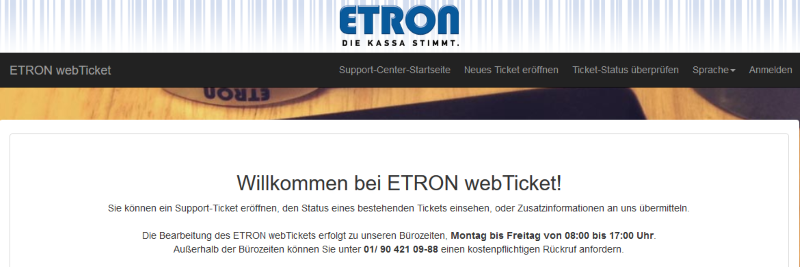 ETRON
DIE KASSA STIMMT.
ETRON webTicket Support-Center-Startseite Neues Ticket eröffnen Ticket-Status überprüfen Sprache Anmelden
ETRON
Willkommen bei ETRON webTicket!
Sie können ein Support-Ticket eröffnen, den Status eines bestehenden Tickets einsehen, oder Zusatzinformationen an uns übermitteln.
Die Bearbeitung des ETRON webTickets erfolgt zu unseren Bürozeiten, Montag bis Freitag von 08:00 bis 17:00 Uhr.
Außerhalb der Bürozeiten können Sie unter 01/ 90 421 09-88 einen kostenpflichtigen Rückruf anfordern.